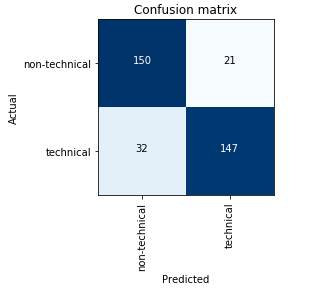 Confusion matrix
non-technical 150 21
Actual
technical 32 147
non-technical technical
Predicted